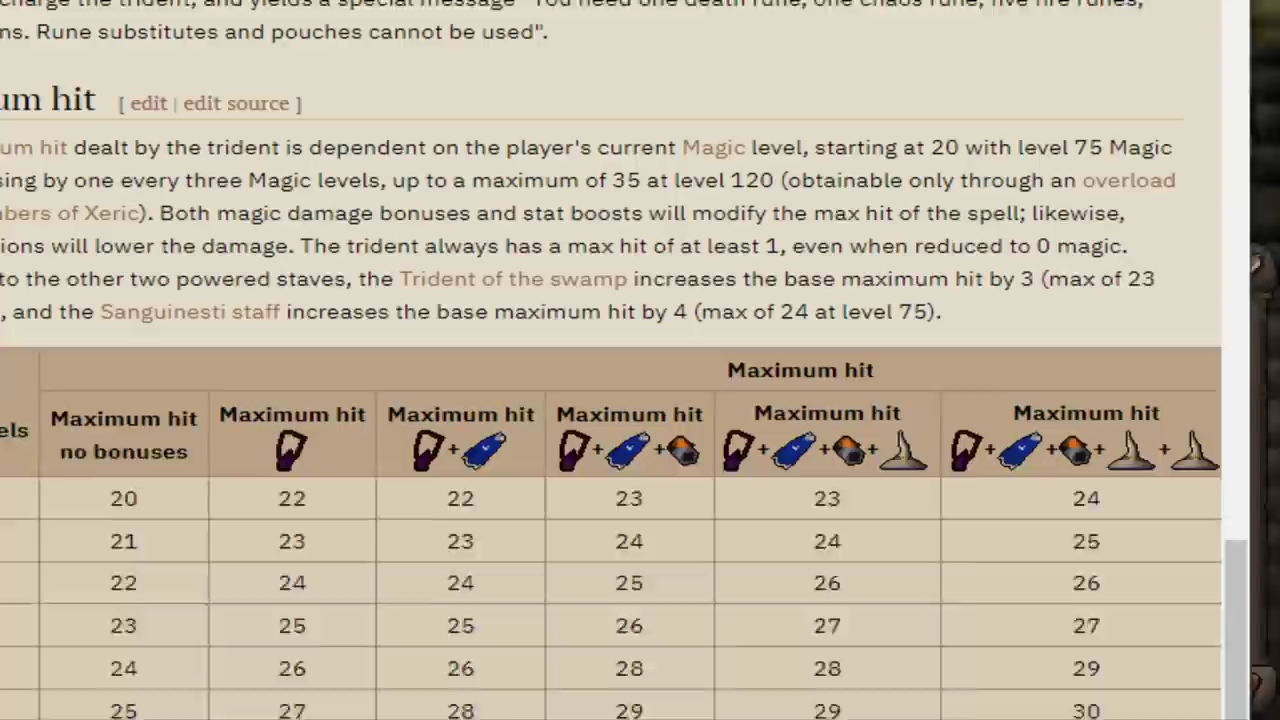 charge the trident, and yields a special message "You need one death rune, one chaos rune, five fire runes,
ns. Rune substitutes and pouches cannot be used".
um hit [ edit | edit source ]
um hit dealt by the trident is dependent on the player's current Magic level, starting at 20 with level 75 Magic
sing by one every three Magic levels, up to a maximum of 35 at level 120 (obtainable only through an overload
mbers of Xeric). Both magic damage bonuses and stat boosts will modify the max hit of the spell; likewise,
ions will lower the damage. The trident always has a max hit of at least 1, even when reduced to 0 magic.
to the other two powered staves, the Trident of the swamp increases the base maximum hit by 3 (max of 23
, and the Sanguinesti staff increases the base maximum hit by 4 (max of 24 at level 75).
Maximum hit
els Maximum hit no bonuses Maximum hit Maximum hit + Maximum hit + + Maximum hit + + + Maximum hit + + + +
20 22 22 23 23 24
21 23 23 24 24 25
22 24 24 25 26 26
23 25 25 26 27 27
24 26 26 28 28 29
25 27 28 29 29 30